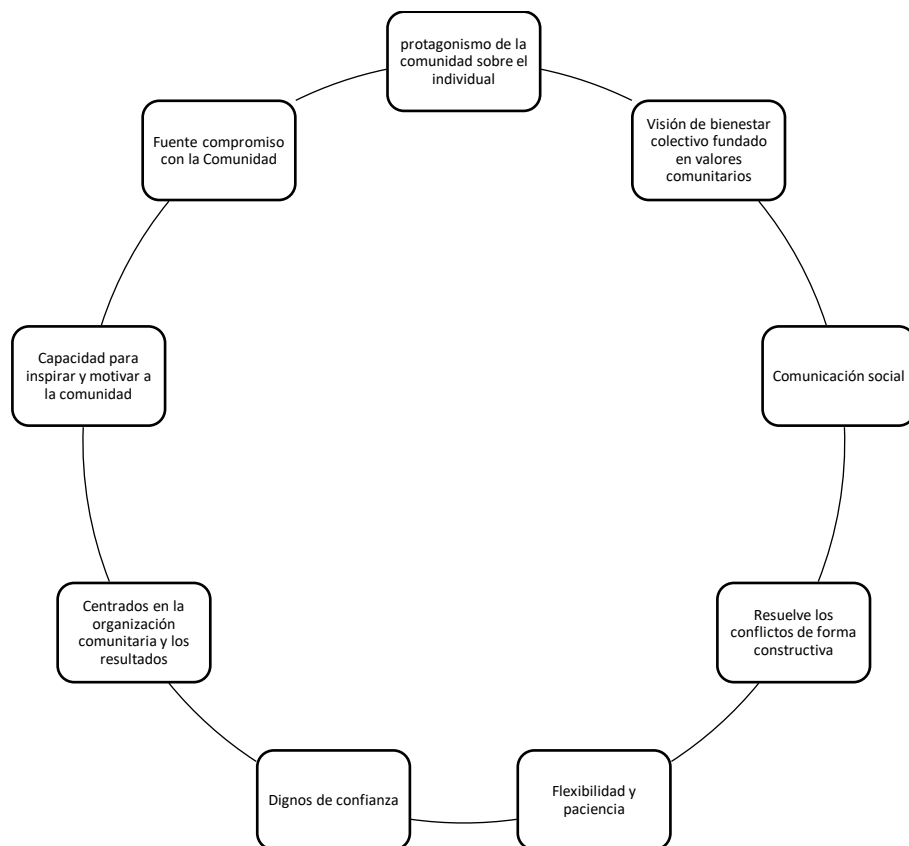 protagonismo de la
comunidad sobre el
individual
Visión de bienestar
colectivo fundado
en valores
comunitarios
Comunicación social
Resuelve los
conflictos de forma
constructiva
Flexibilidad y
paciencia
Dignos de confianza
Centrados en la
organización
comunitaria y los
resultados
Capacidad para
inspirar y motivar a
la comunidad
Fuente compromiso
con la Comunidad